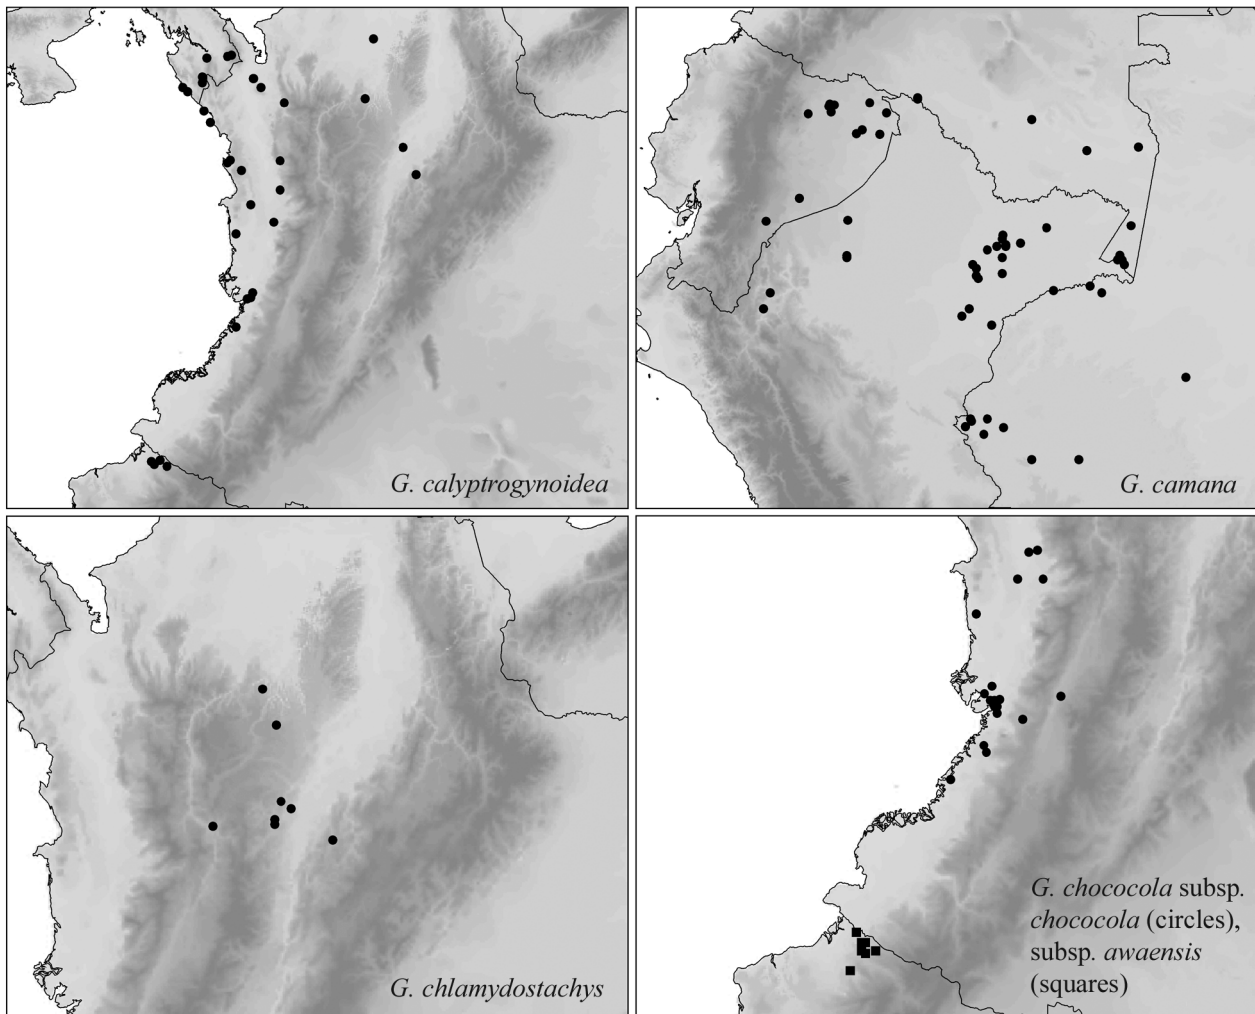 G. calyptrogynoidea
G. camana
G. chlamydostachys
G. chococola subsp.
chococola (circles),
subsp. awaensis
(squares)